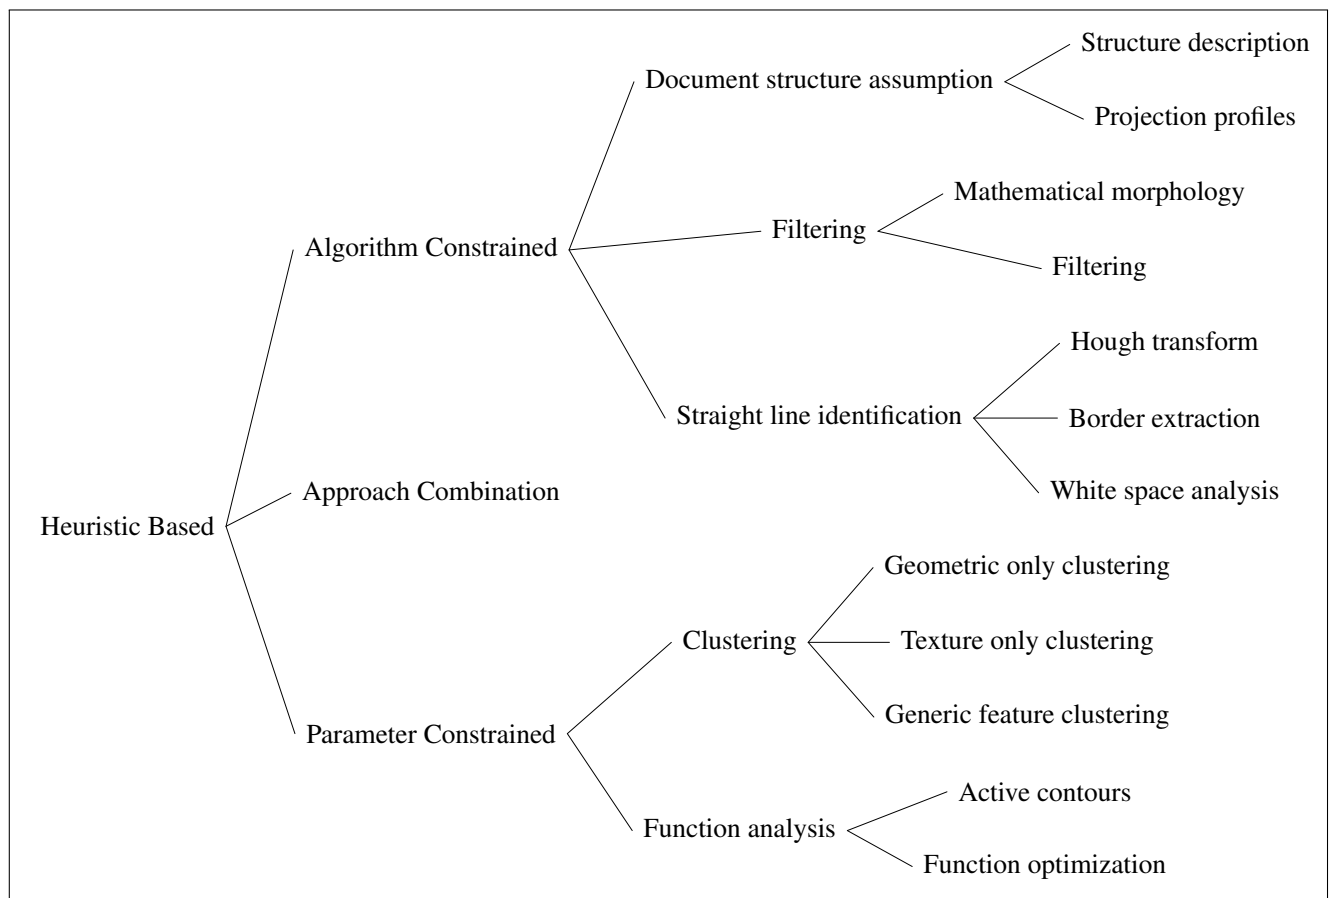 Structure description
Document structure assumption
Projection profiles
Mathematical morphology
Filtering
Algorithm Constrained
Filtering
Hough transform
Straight line identification
Border extraction
White space analysis
Approach Combination
Heuristic Based
Geometric only clustering
Clustering
Texture only clustering
Generic feature clustering
Parameter Constrained
Active contours
Function analysis
Function optimization